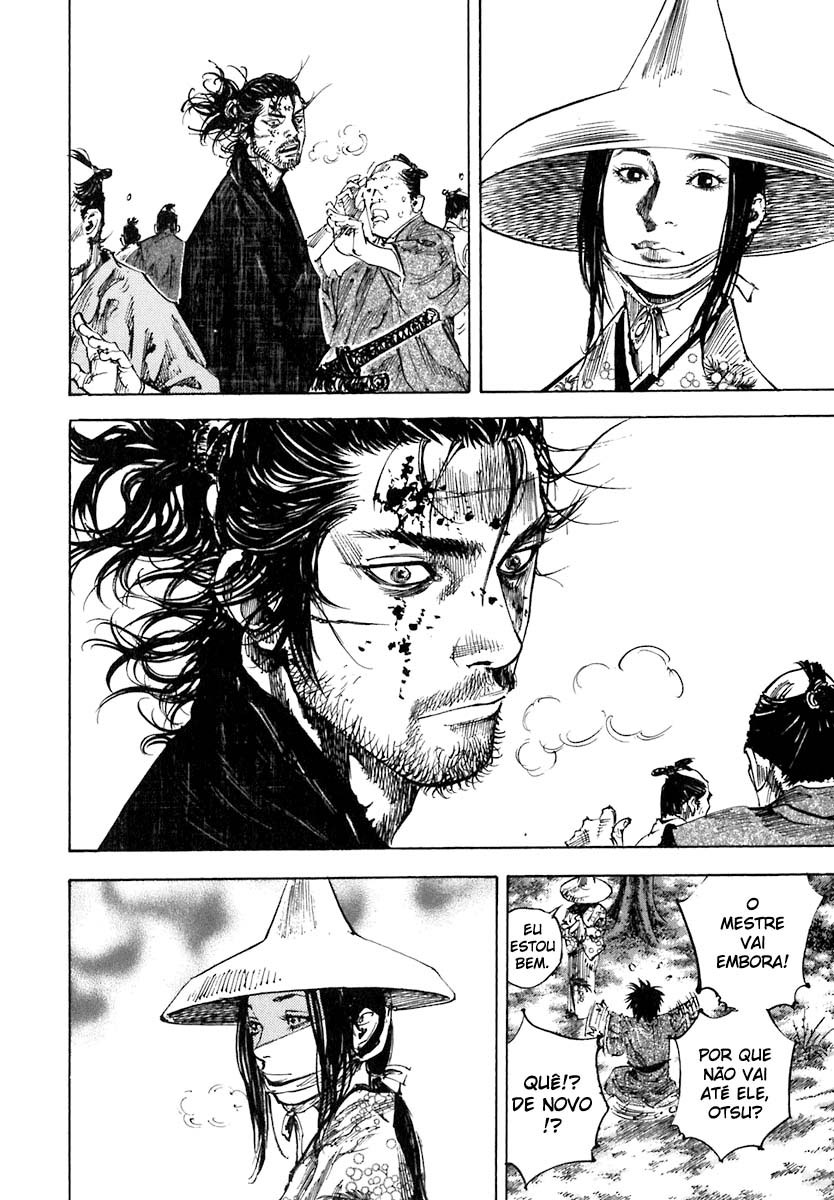 O
MESTRE
VAI
EMBORA!
POR QUE
NÃO VAI
ATÉ ELE,
OTSU?
EU
ESTOU
BEM.
QUÊ!?
DE NOVO
!?